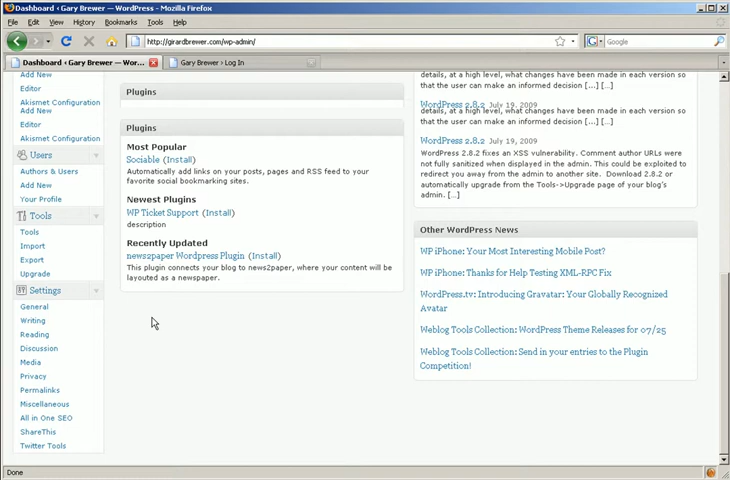 Dashboard ‹ Gary Brewer — WordPress - Mozilla Firefox
File Edit View History Bookmarks Tools Help
http://girardbrewer.com/wp-admin/
Google
Dashboard ‹ Gary Brewer — Wor...
Gary Brewer › Log In
Add New
Editor
Akismet Configuration
Add New
Editor
Akismet Configuration
Users
Authors & Users
Add New
Your Profile
Tools
Tools
Import
Export
Upgrade
Settings
General
Writing
Reading
Discussion
Media
Privacy
Permalinks
Miscellaneous
All in One SEO
ShareThis
Twitter Tools
Plugins
Plugins
Most Popular
Sociable (Install)
Automatically add links on your posts, pages and RSS feed to your
favorite social bookmarking sites.
Newest Plugins
WP Ticket Support (Install)
description
Recently Updated
news2paper Wordpress Plugin (Install)
This plugin connects your blog to news2paper, where your content will be
layouted as a newspaper.
details, at a high level, what changes have been made in each version so
that the user can make an informed decision [...] [...]
WordPress 2.8.2 July 19, 2009
details, at a high level, what changes have been made in each version so
that the user can make an informed decision [...] [...]
WordPress 2.8.2 July 19, 2009
WordPress 2.8.2 fixes an XSS vulnerability. Comment author URLs were
not fully sanitized when displayed in the admin. This could be exploited to
redirect you away from the admin to another site. Download 2.8.2 or
automatically upgrade from the Tools->Upgrade page of your blog's
admin. [...]
Other WordPress News
WP iPhone: Your Most Interesting Mobile Post?
WP iPhone: Thanks for Help Testing XML-RPC Fix
WordPress.tv: Introducing Gravatar: Your Globally Recognized
Avatar
Weblog Tools Collection: WordPress Theme Releases for 07/25
Weblog Tools Collection: Send in your entries to the Plugin
Competition!
Done